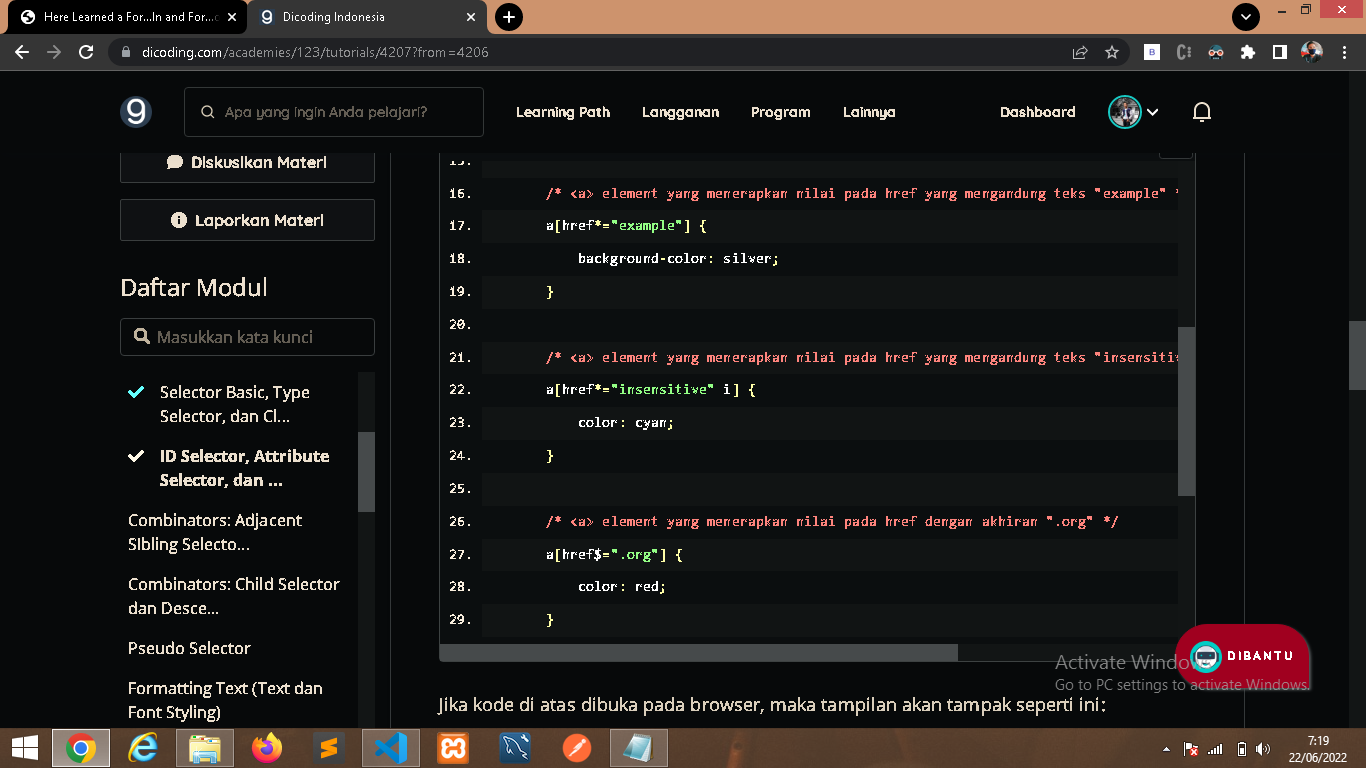 Here Learned a For...In and For...
Dicoding Indonesia
dicoding.com/academies/123/tutorials/4207?from=4206
Apa yang ingin Anda pelajari?
Learning Path
Langganan
Program
Lainnya
Dashboard
Diskusikan Materi
Laporkan Materi
Daftar Modul
Masukkan kata kunci
Selector Basic, Type
Selector, dan Cl...
ID Selector, Attribute
Selector, dan ...
Combinators: Adjacent
SIbling Selecto...
Combinators: Child Selector
dan Desce...
Pseudo Selector
Formatting Text (Text dan
Font Styling)
15.
16. /* <a> element yang menerapkan nilai pada href yang mengandung teks "example" *
17. a[href*="example"] {
18. background-color: silver;
19. }
20.
21. /* <a> element yang menerapkan nilai pada href yang mengandung teks "insensitiv
22. a[href*="insensitive" i] {
23. color: cyan;
24. }
25.
26. /* <a> element yang menerapkan nilai pada href dengan akhiran ".org" */
27. a[href$=".org"] {
28. color: red;
29. }
Jika kode di atas dibuka pada browser, maka tampilan akan tampak seperti ini:
DIBANTU
Activate Windo
Go to PC settings to activate Windows.
7:19
22/06/2022